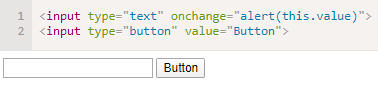 1 <input type="text" onchange="alert(this.value)">
2 <input type="button" value="Button">
Button